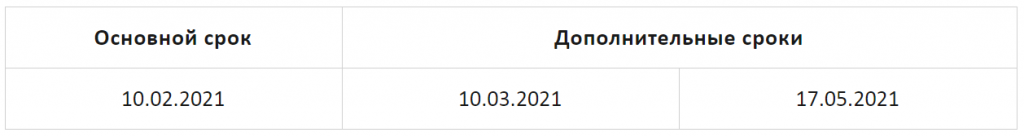 Основной срок Дополнительные сроки
10.02.2021 10.03.2021 17.05.2021